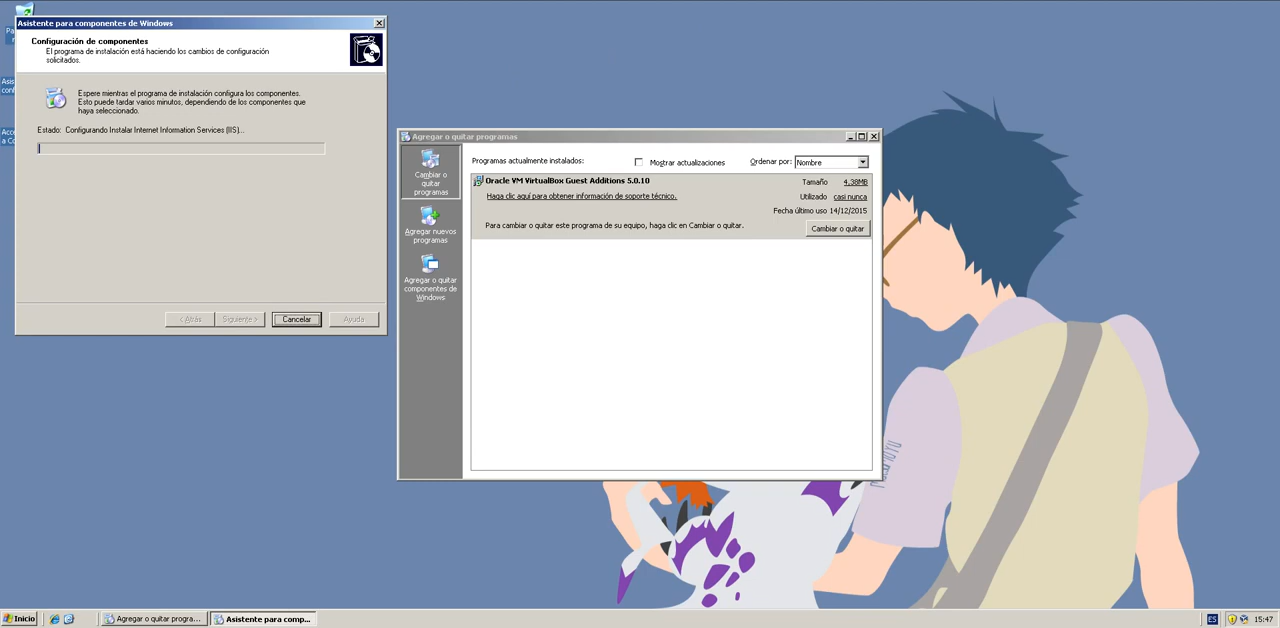 Asistente para componentes de Windows
Configuración de componentes
El programa de instalación está haciendo los cambios de configuración
solicitados.
Espere mientras el programa de instalación configura los componentes.
Esto puede tardar varios minutos, dependiendo de los componentes que
haya seleccionado.
Estado: Configurando Instalar Internet Information Services (IIS)...
< Atrás
Siguiente >
Cancelar
Ayuda
Agregar o quitar programas
Cambiar o
quitar
programas
Agregar nuevos
programas
Agregar o quitar
componentes de
Windows
Programas actualmente instalados:
Mostrar actualizaciones
Ordenar por: Nombre
Oracle VM VirtualBox Guest Additions 5.0.10
Tamaño 4,38MB
Haga clic aquí para obtener información de soporte técnico.
Utilizado casi nunca
Fecha último uso 14/12/2015
Para cambiar o quitar este programa de su equipo, haga clic en Cambiar o quitar.
Cambiar o quitar
Inicio
Agregar o quitar progra...
Asistente para comp...
ES
15:47